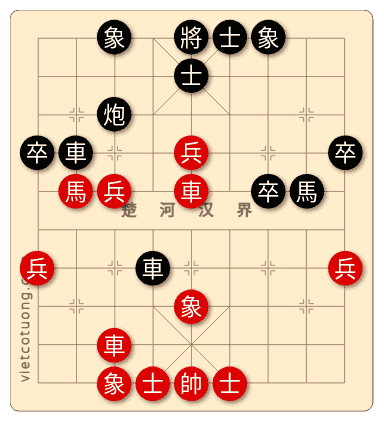 象 將 士 象
士
炮
卒 車 兵 卒
馬 兵 車 卒 馬
楚 河 汉 界
兵 車 兵
象
車
象 士 帥 士